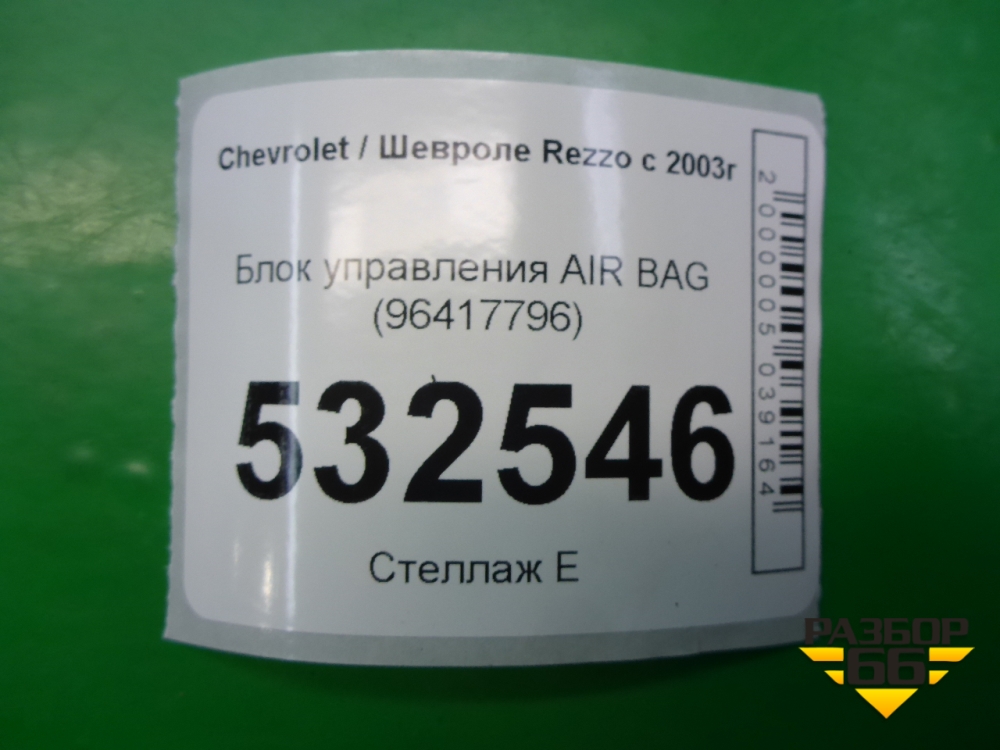 Chevrolet / Шевроле Rezzo с 2003г
Блок управления AIR BAG
(96417796)
532546
Стеллаж Е
2000005039164
РАЗБОР
66